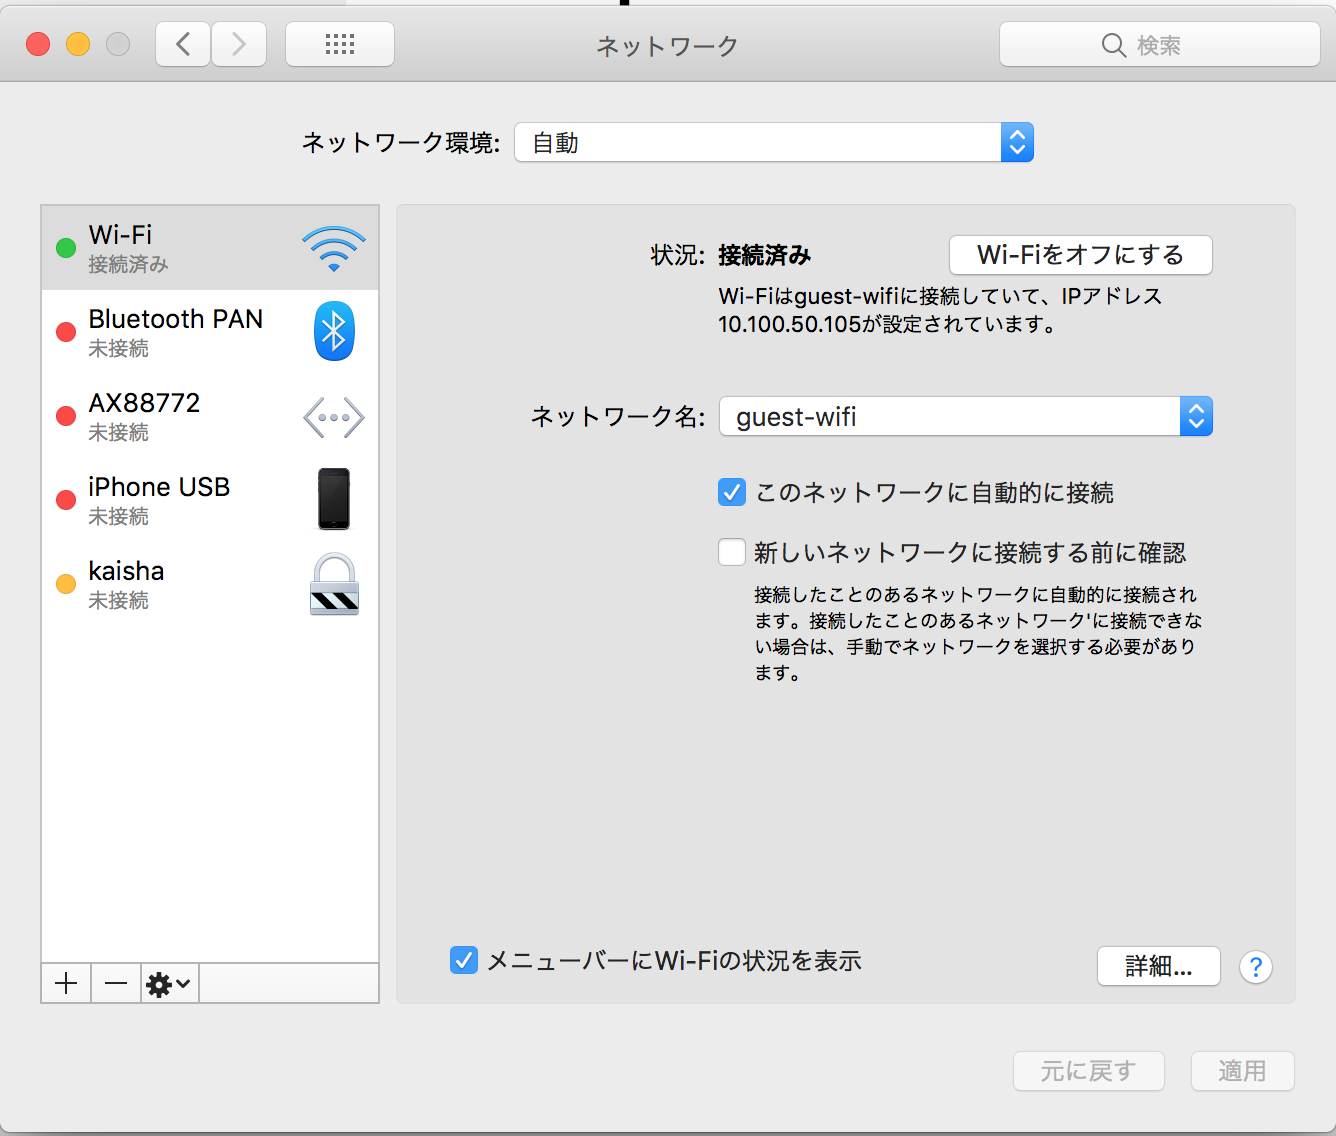 ネットワーク
検索
ネットワーク環境: 自動
Wi-Fi
接続済み
Bluetooth PAN
未接続
AX88772
未接続
iPhone USB
未接続
kaisha
未接続
状況: 接続済み
Wi-Fiをオフにする
Wi-Fiはguest-wifiに接続していて、IPアドレス
10.100.50.105が設定されています。
ネットワーク名: guest-wifi
このネットワークに自動的に接続
新しいネットワークに接続する前に確認
接続したことのあるネットワークに自動的に接続され
ます。接続したことのあるネットワーク'に接続できな
い場合は、手動でネットワークを選択する必要があり
ます。
メニューバーにWi-Fiの状況を表示
詳細...
?
元に戻す
適用